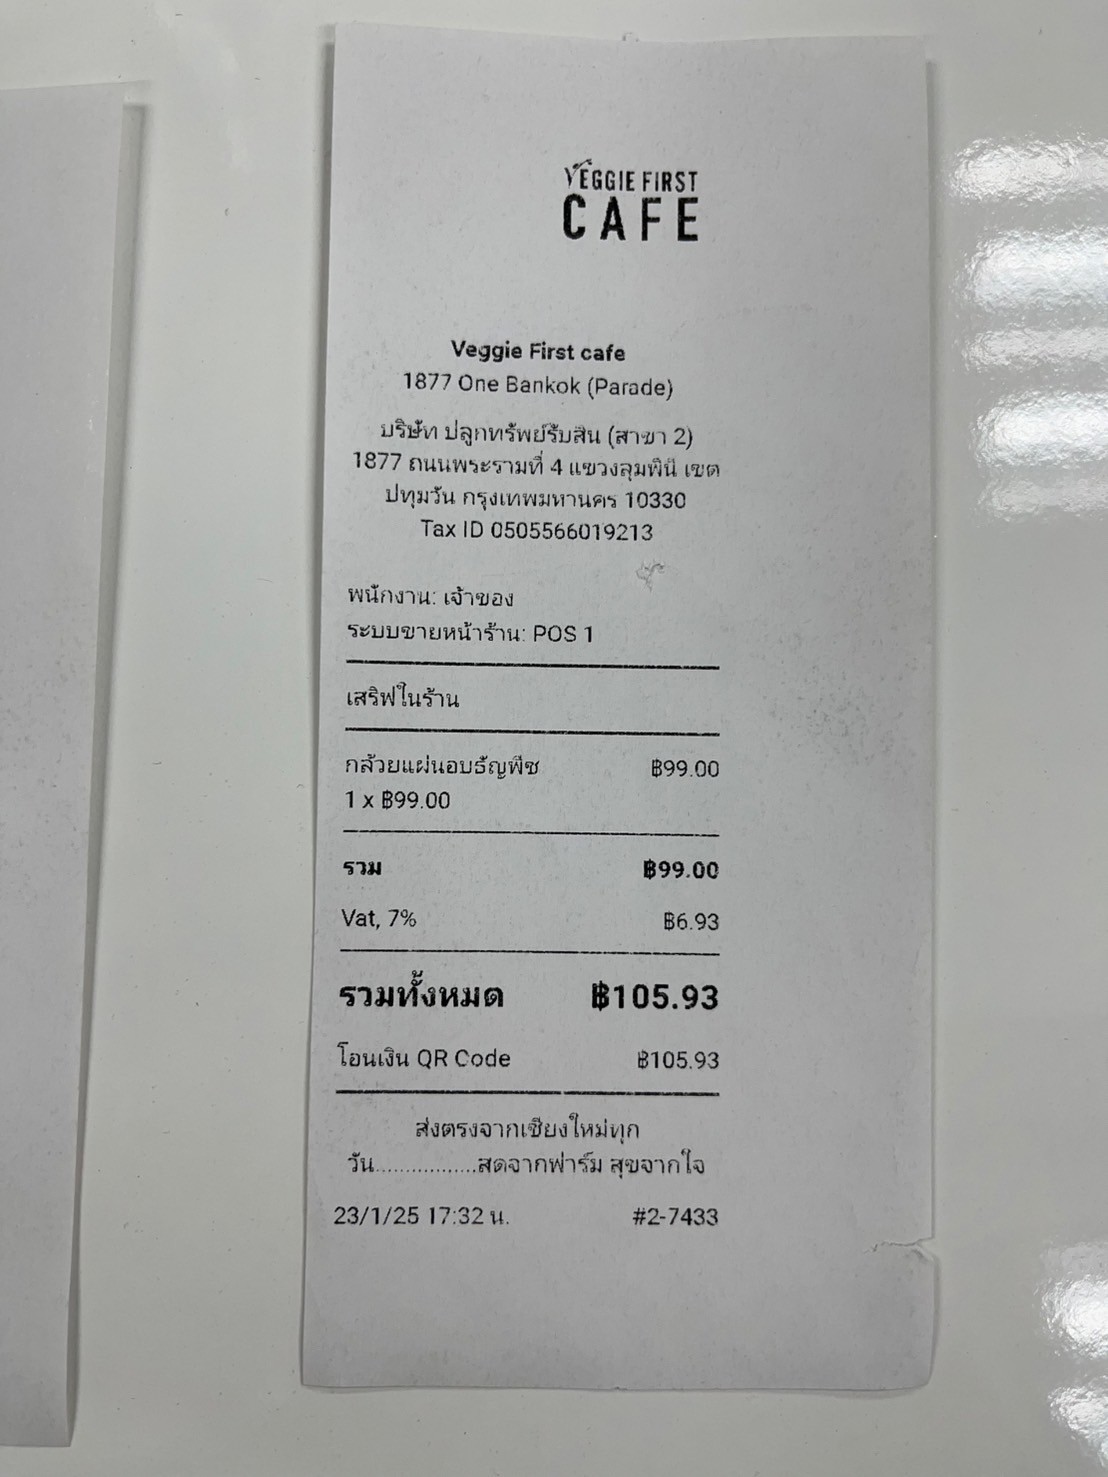 VEGGIE FIRST
CAFE
Veggie First cafe
1877 One Bankok (Parade)
บริษัท ปลูกทรัพย์รับสิน (สาขา 2)
1877 ถนนพระรามที่ 4 แขวงลุมพินี เขต
ปทุมวัน กรุงเทพมหานคร 10330
Tax ID 0505566019213
พนักงาน: เจ้าของ
ระบบขายหน้าร้าน: POS 1
เสริฟในร้าน
กล้วยแผ่นอบธัญพืช ฿99.00
1 x ฿99.00
รวม ฿99.00
Vat, 7% ฿6.93
รวมทั้งหมด ฿105.93
โอนเงิน QR Code ฿105.93
ส่งตรงจากเชียงใหม่ทุก
วัน.................สดจากฟาร์ม สุขจากใจ
23/1/25 17:32 น. #2-7433